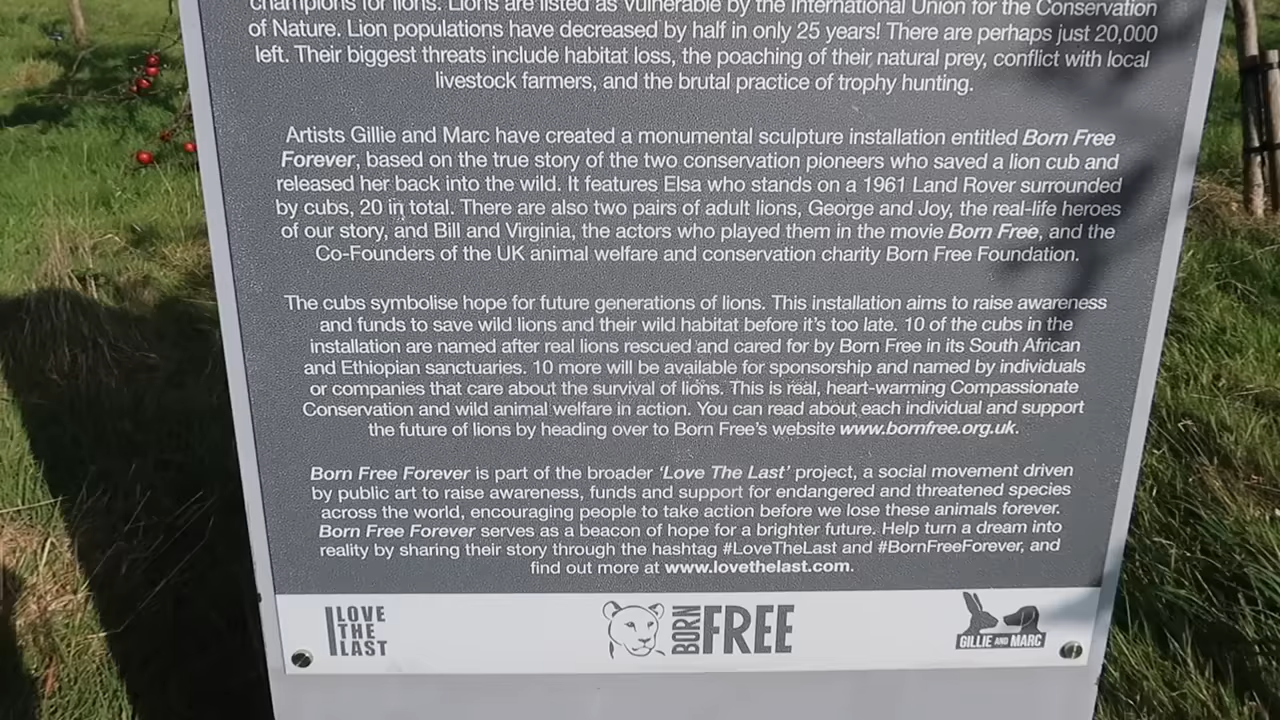 champions for lions. Lions are listed as Vulnerable by the International Union for the Conservation
of Nature. Lion populations have decreased by half in only 25 years! There are perhaps just 20,000
left. Their biggest threats include habitat loss, the poaching of their natural prey, conflict with local
livestock farmers, and the brutal practice of trophy hunting.
Artists Gillie and Marc have created a monumental sculpture installation entitled Born Free
Forever, based on the true story of the two conservation pioneers who saved a lion cub and
released her back into the wild. It features Elsa who stands on a 1961 Land Rover surrounded
by cubs, 20 in total. There are also two pairs of adult lions, George and Joy, the real-life heroes
of our story, and Bill and Virginia, the actors who played them in the movie Born Free, and the
Co-Founders of the UK animal welfare and conservation charity Born Free Foundation.
The cubs symbolise hope for future generations of lions. This installation aims to raise awareness
and funds to save wild lions and their wild habitat before it's too late. 10 of the cubs in the
installation are named after real lions rescued and cared for by Born Free in its South African
and Ethiopian sanctuaries. 10 more will be available for sponsorship and named by individuals
or companies that care about the survival of lions. This is real, heart-warming Compassionate
Conservation and wild animal welfare in action. You can read about each individual and support
the future of lions by heading over to Born Free's website www.bornfree.org.uk.
Born Free Forever is part of the broader 'Love The Last' project, a social movement driven
by public art to raise awareness, funds and support for endangered and threatened species
across the world, encouraging people to take action before we lose these animals forever.
Born Free Forever serves as a beacon of hope for a brighter future. Help turn a dream into
reality by sharing their story through the hashtag #LoveTheLast and #BornFreeForever, and
find out more at www.lovethelast.com.
LOVE
THE
LAST
BORN FREE
GILLIE AND MARC